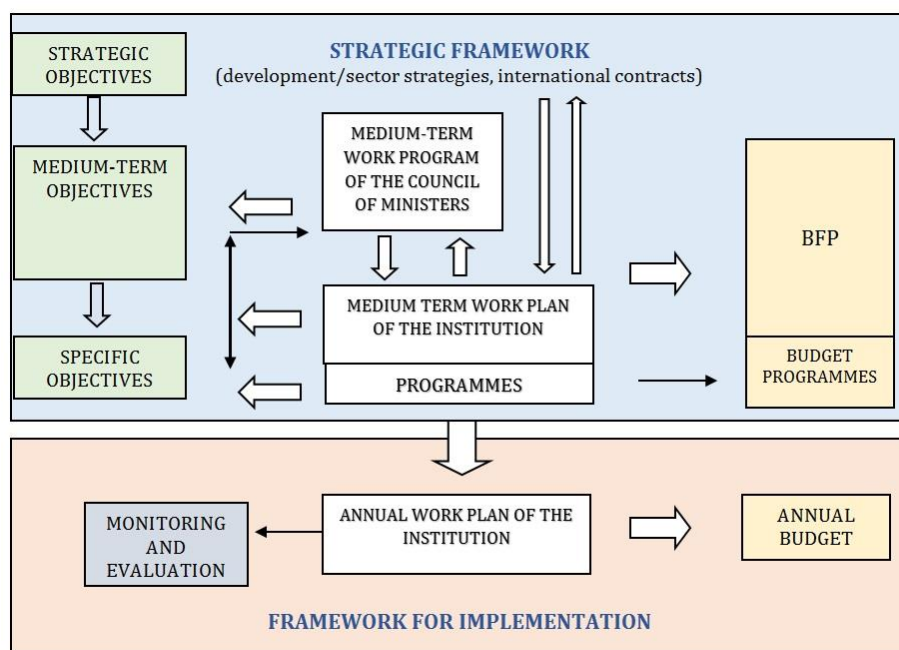 STRATEGIC
OBJECTIVES
STRATEGIC FRAMEWORK
(development/sector strategies, international contracts)
MEDIUM-TERM
OBJECTIVES
MEDIUM-TERM
WORK PROGRAM
OF THE COUNCIL
OF MINISTERS
BFP
MEDIUM TERM WORK PLAN
OF THE INSTITUTION
SPECIFIC
OBJECTIVES
PROGRAMMES
BUDGET
PROGRAMMES
MONITORING
AND
EVALUATION
ANNUAL WORK PLAN OF THE
INSTITUTION
ANNUAL
BUDGET
FRAMEWORK FOR IMPLEMENTATION